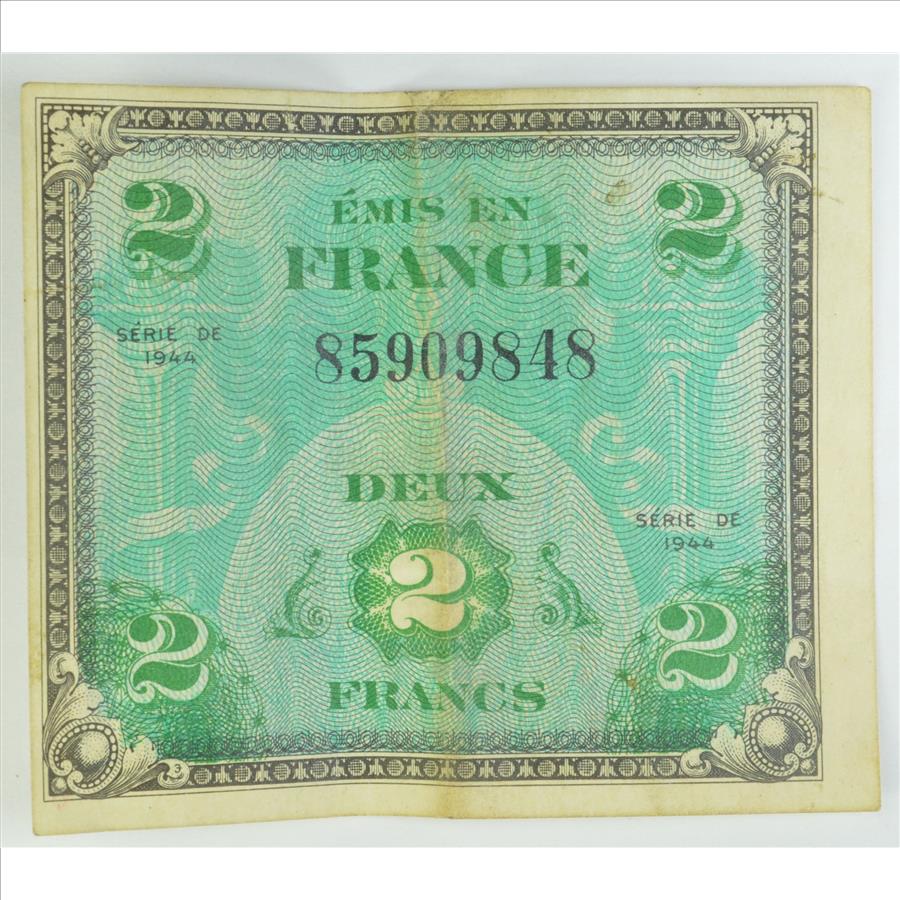 2 2
ÉMIS EN
FRANCE
SÉRIE DE
1944
85909848
DEUX
SÉRIE DE
1944
2
2 2
FRANCS